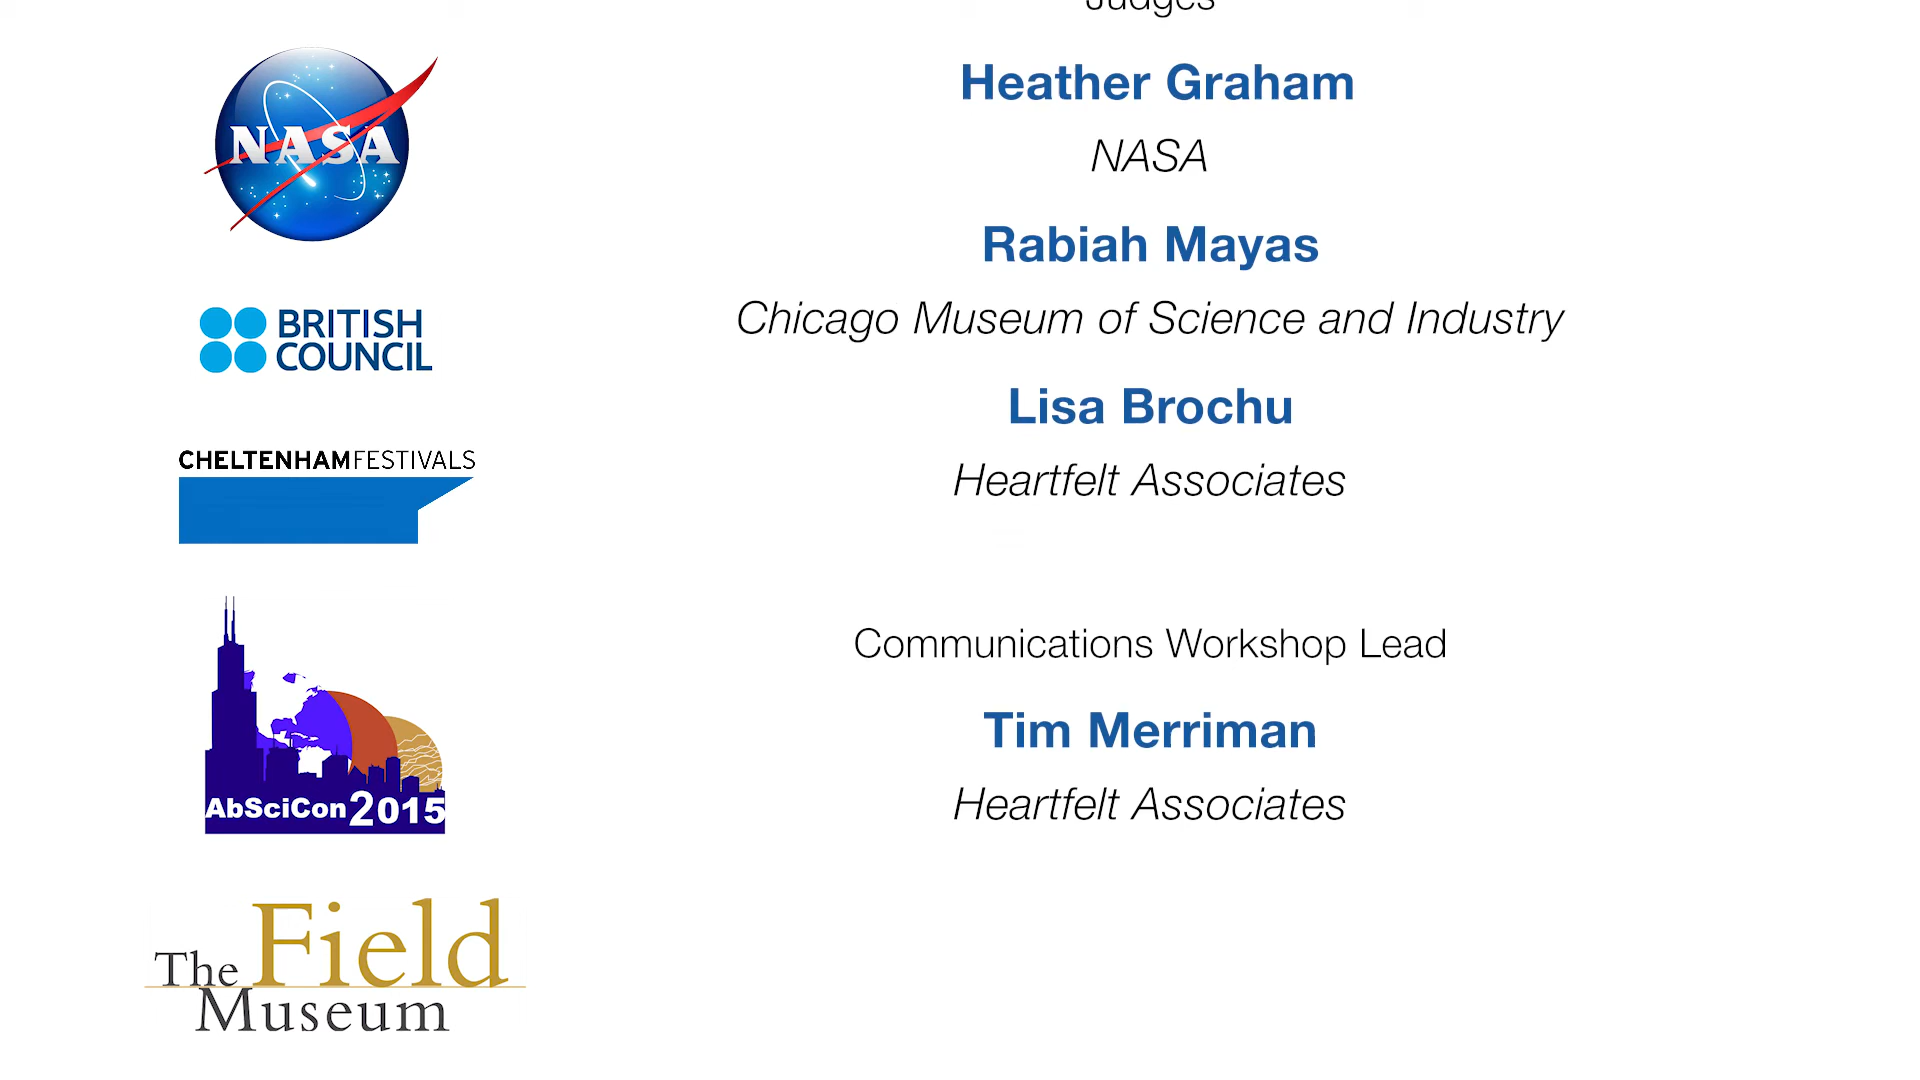 Judges
Heather Graham
NASA
Rabiah Mayas
Chicago Museum of Science and Industry
Lisa Brochu
Heartfelt Associates
Communications Workshop Lead
Tim Merriman
Heartfelt Associates
NASA
BRITISH
COUNCIL
CHELTENHAMFESTIVALS
AbSciCon2015
The Field
Museum